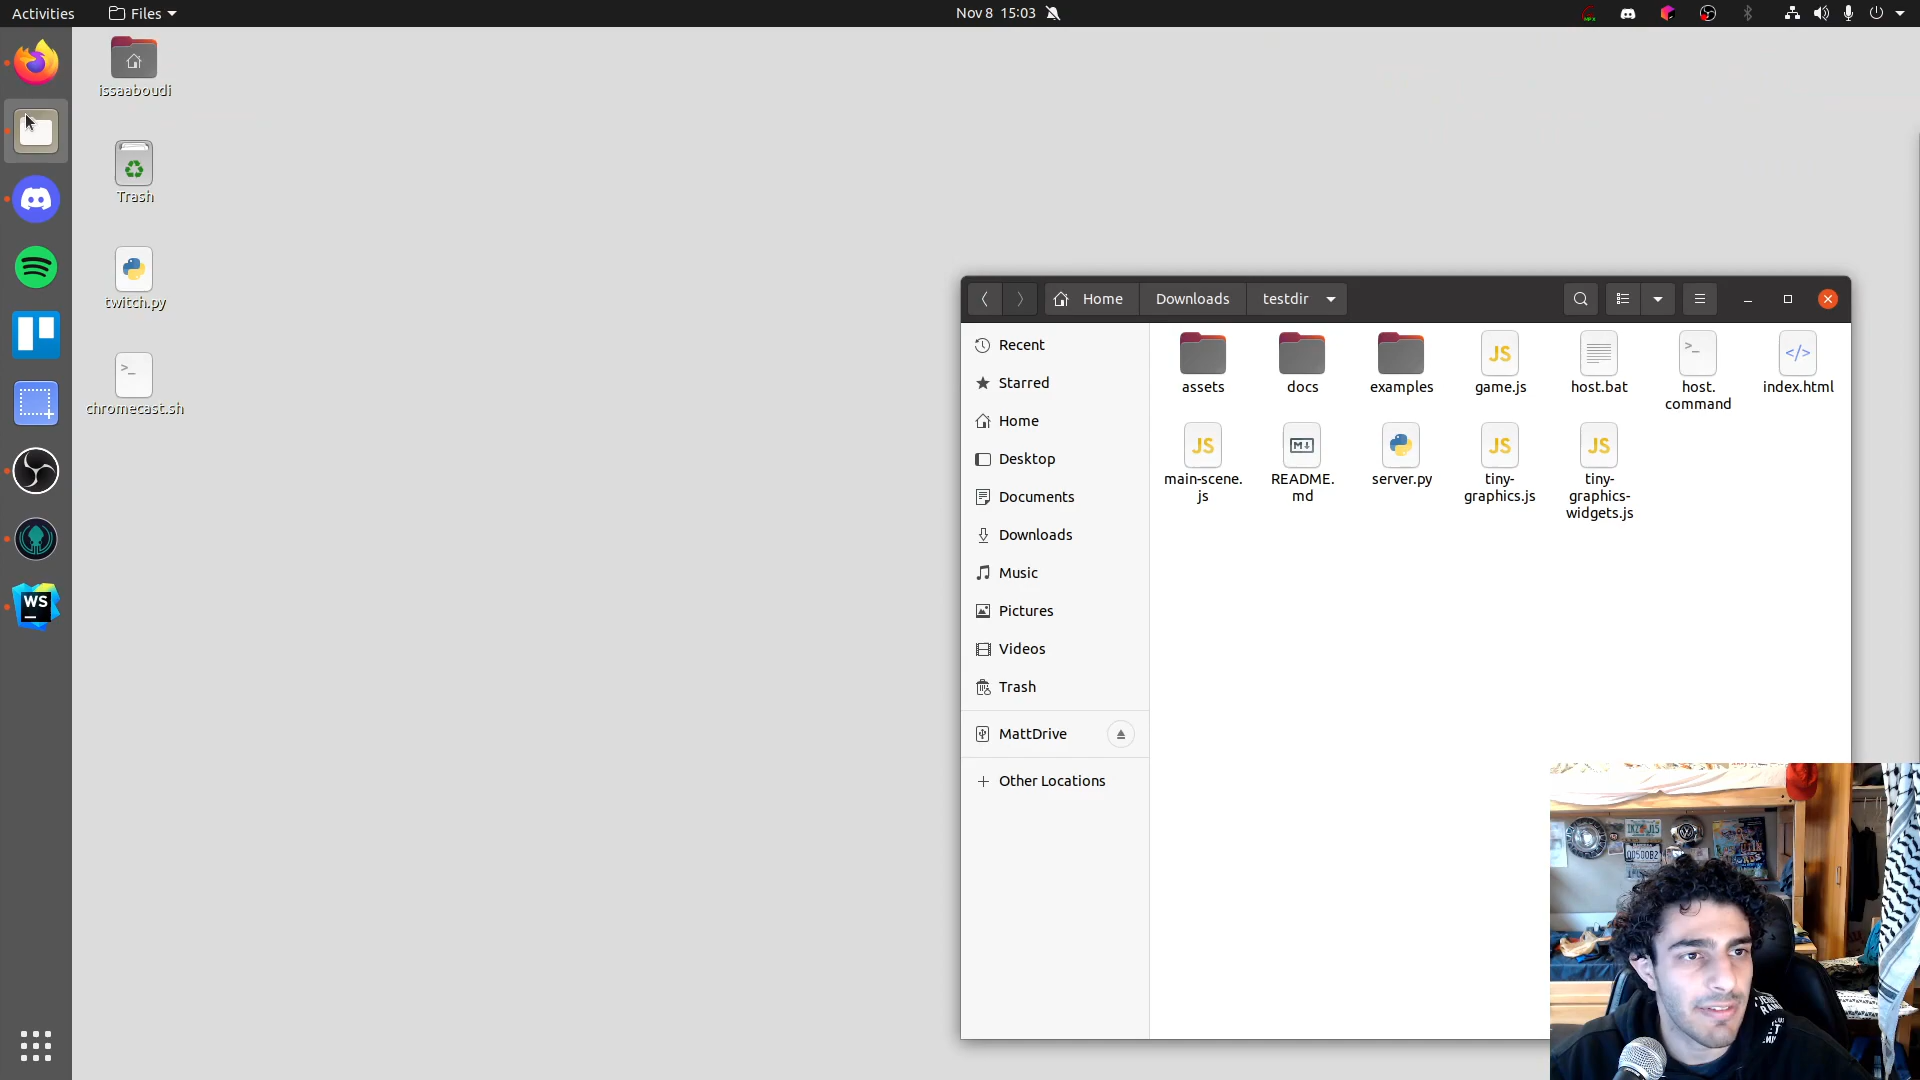 Activities
Files
Nov 8 15:03
issaaboudi
Trash
twitch.py
>_
chromecast.sh
WS
Home
Downloads
testdir
Recent
Starred
Home
Desktop
Documents
Downloads
Music
Pictures
Videos
Trash
MattDrive
Other Locations
assets
docs
examples
JS
game.js
host.bat
>_
host.
command
</>
index.html
JS
main-scene.
js
M↓
README.
md
server.py
JS
tiny-
graphics.js
JS
tiny-
graphics-
widgets.js